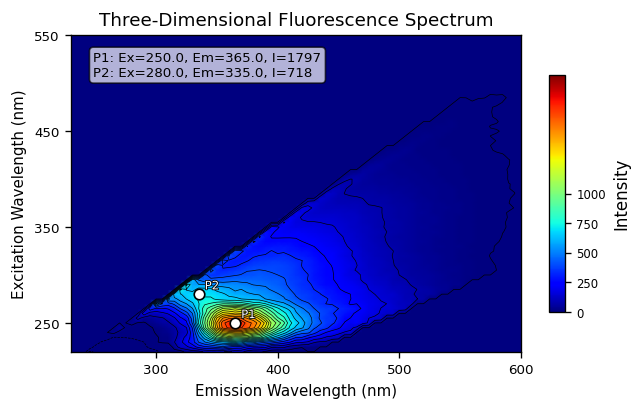 Three-Dimensional Fluorescence Spectrum
550
450
350
250
Excitation Wavelength (nm)
P1: Ex=250.0, Em=365.0, I=1797
P2: Ex=280.0, Em=335.0, I=718
P2
P1
300
400
500
600
Emission Wavelength (nm)
1000
750
500
250
0
Intensity